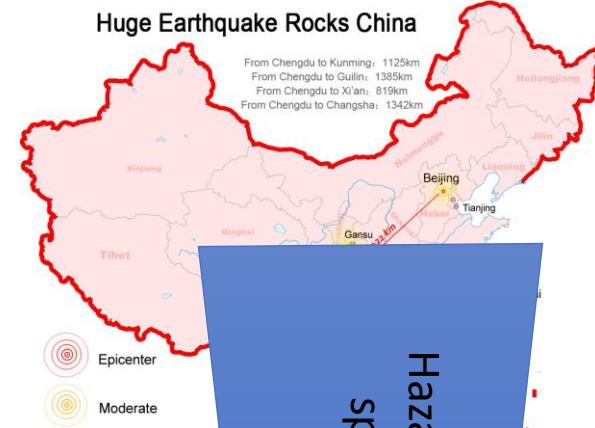 Huge Earthquake Rocks China
From Chengdu to Kunming: 1125km
From Chengdu to Guilin: 1385km
From Chengdu to Xi'an: 819km
From Chengdu to Changsha: 1342km
Heilongjiang
Jilin
Liaoning
Neimenggu
Xinjiang
Beijing
Tianjing
Hebei
Gansu
Qinghai
Tibet
Epicenter
Moderate